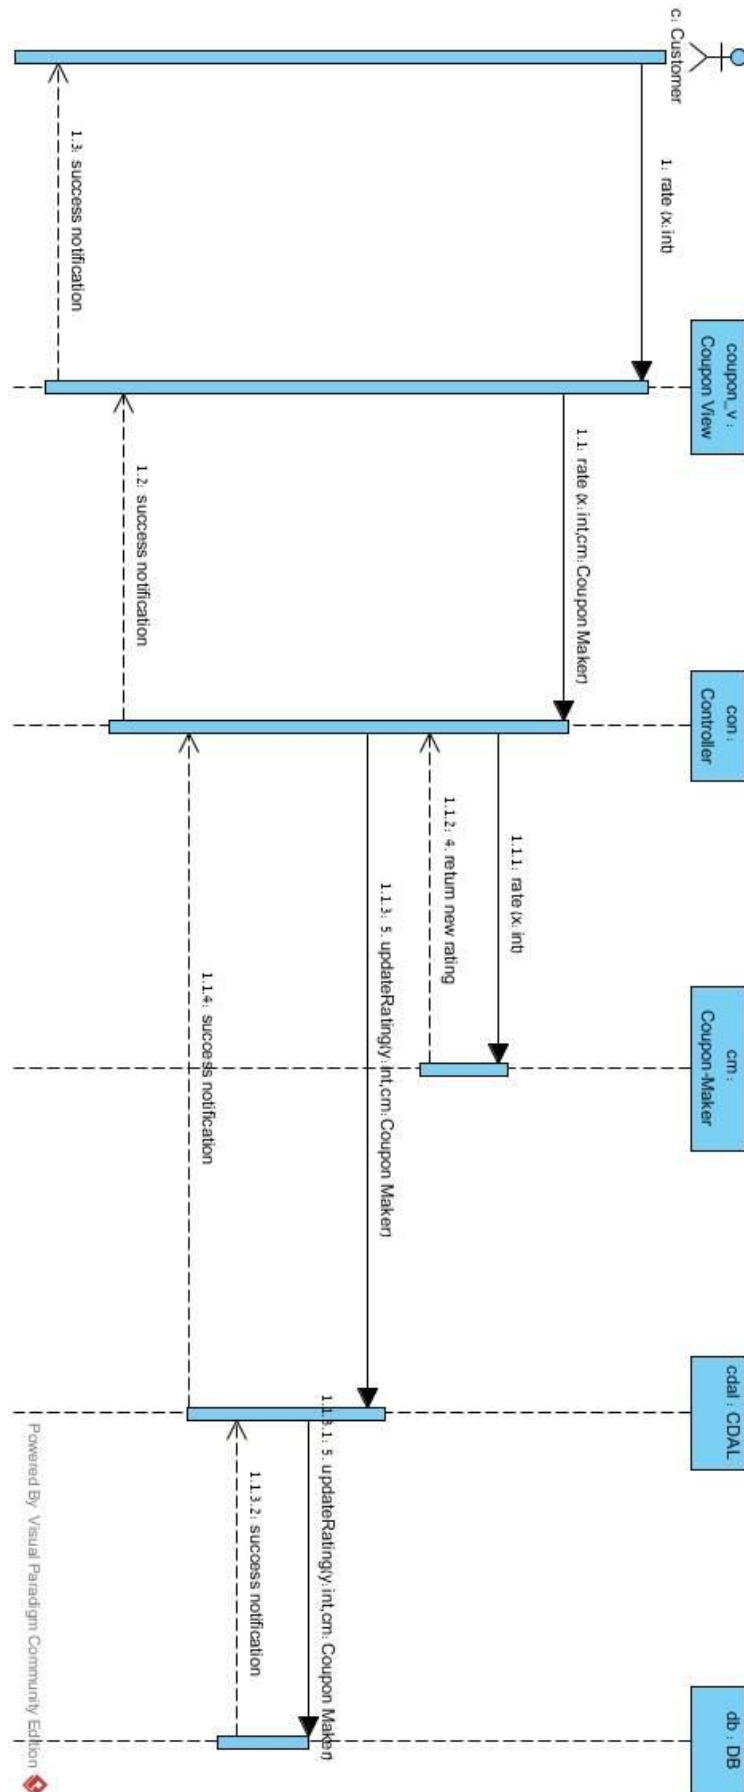 c: Customer
coupon_v :
Coupon View
con :
Controller
cm :
Coupon-Maker
cdal : CDAL
db : DB
1: rate (x: int)
1.1: rate (x: int,cm: Coupon Maker)
1.1.1: rate (x: int)
1.1.2: 4. return new rating
1.1.3: 5. updateRating(y: int,cm: Coupon Maker)
1.1.3.1: 5. updateRating(y: int,cm: Coupon Maker)
1.1.3.2: success notification
1.1.4: success notification
1.2: success notification
1.3: success notification
Powered By Visual Paradigm Community Edition